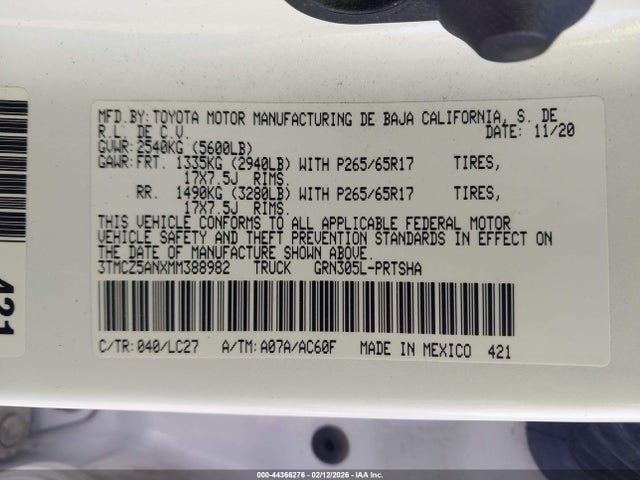 MFD.BY:TOYOTA MOTOR MANUFACTURING DE BAJA CALIFORNIA, S. DE
R.L. DE C.V. DATE: 11/20
GVWR:2540KG (5600LB)
GAWR:FRT. 1335KG (2940LB) WITH P265/65R17 TIRES,
17X7.5J RIMS.
RR. 1490KG (3280LB) WITH P265/65R17 TIRES,
17X7.5J RIMS.
THIS VEHICLE CONFORMS TO ALL APPLICABLE FEDERAL MOTOR
VEHICLE SAFETY AND THEFT PREVENTION STANDARDS IN EFFECT ON
THE DATE OF MANUFACTURE SHOWN ABOVE.
3TMCZ5ANXMM388982 TRUCK GRN305L-PRTSHA
C/TR:040/LC27 A/TM:A07A/AC60F MADE IN MEXICO 421
421
000-44366276 - 02/12/2026 - IAA Inc.